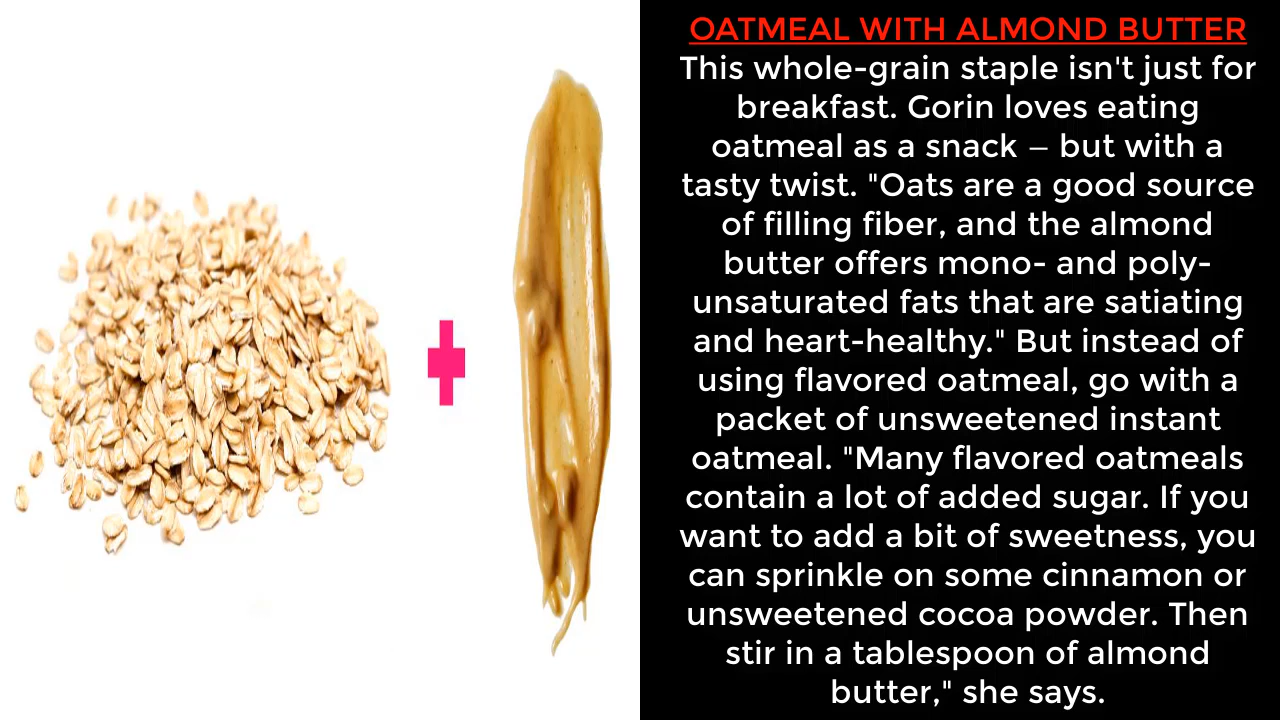 OATMEAL WITH ALMOND BUTTER
This whole-grain staple isn't just for
breakfast. Gorin loves eating
oatmeal as a snack — but with a
tasty twist. "Oats are a good source
of filling fiber, and the almond
butter offers mono- and poly-
unsaturated fats that are satiating
and heart-healthy." But instead of
using flavored oatmeal, go with a
packet of unsweetened instant
oatmeal. "Many flavored oatmeals
contain a lot of added sugar. If you
want to add a bit of sweetness, you
can sprinkle on some cinnamon or
unsweetened cocoa powder. Then
stir in a tablespoon of almond
butter," she says.